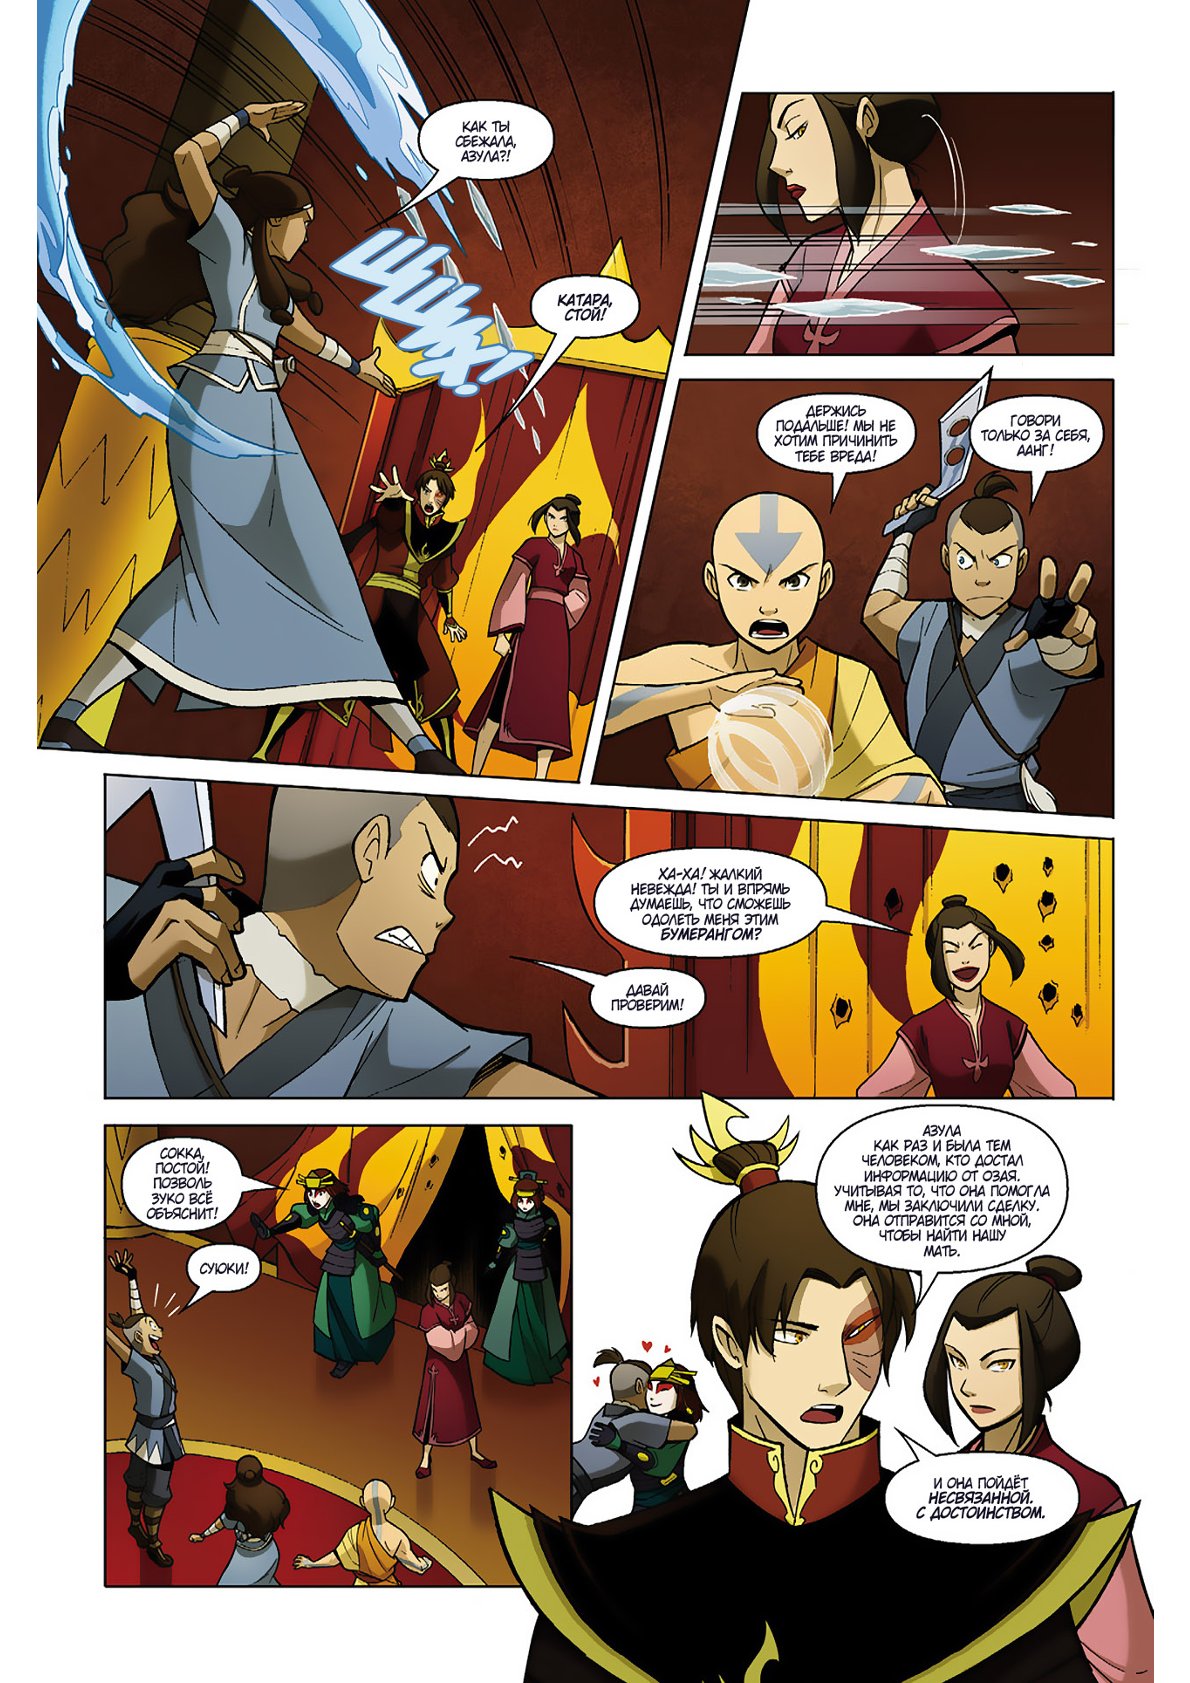 КАК ТЫ
СБЕЖАЛА,
АЗУЛА?!
ШШШИК!
КАТАРА,
СТОЙ!
ДЕРЖИСЬ
ПОДАЛЬШЕ! МЫ НЕ
ХОТИМ ПРИЧИНИТЬ
ТЕБЕ ВРЕДА!
ГОВОРИ
ТОЛЬКО ЗА СЕБЯ,
ААНГ!
ХА-ХА! ЖАЛКИЙ
НЕВЕЖДА! ТЫ И ВПРЯМЬ
ДУМАЕШЬ, ЧТО СМОЖЕШЬ
ОДОЛЕТЬ МЕНЯ ЭТИМ
БУМЕРАНГОМ?
ДАВАЙ
ПРОВЕРИМ!
СОККА,
ПОСТОЙ!
ПОЗВОЛЬ
ЗУКО ВСЁ
ОБЪЯСНИТ!
СУЮКИ!
АЗУЛА
КАК РАЗ И БЫЛА ТЕМ
ЧЕЛОВЕКОМ, КТО ДОСТАЛ
ИНФОРМАЦИЮ ОТ ОЗАЯ.
УЧИТЫВАЯ ТО, ЧТО ОНА ПОМОГЛА
МНЕ, МЫ ЗАКЛЮЧИЛИ СДЕЛКУ.
ОНА ОТПРАВИТСЯ СО МНОЙ,
ЧТОБЫ НАЙТИ НАШУ
МАТЬ.
И ОНА ПОЙДЁТ
НЕСВЯЗАННОЙ.
С ДОСТОИНСТВОМ.